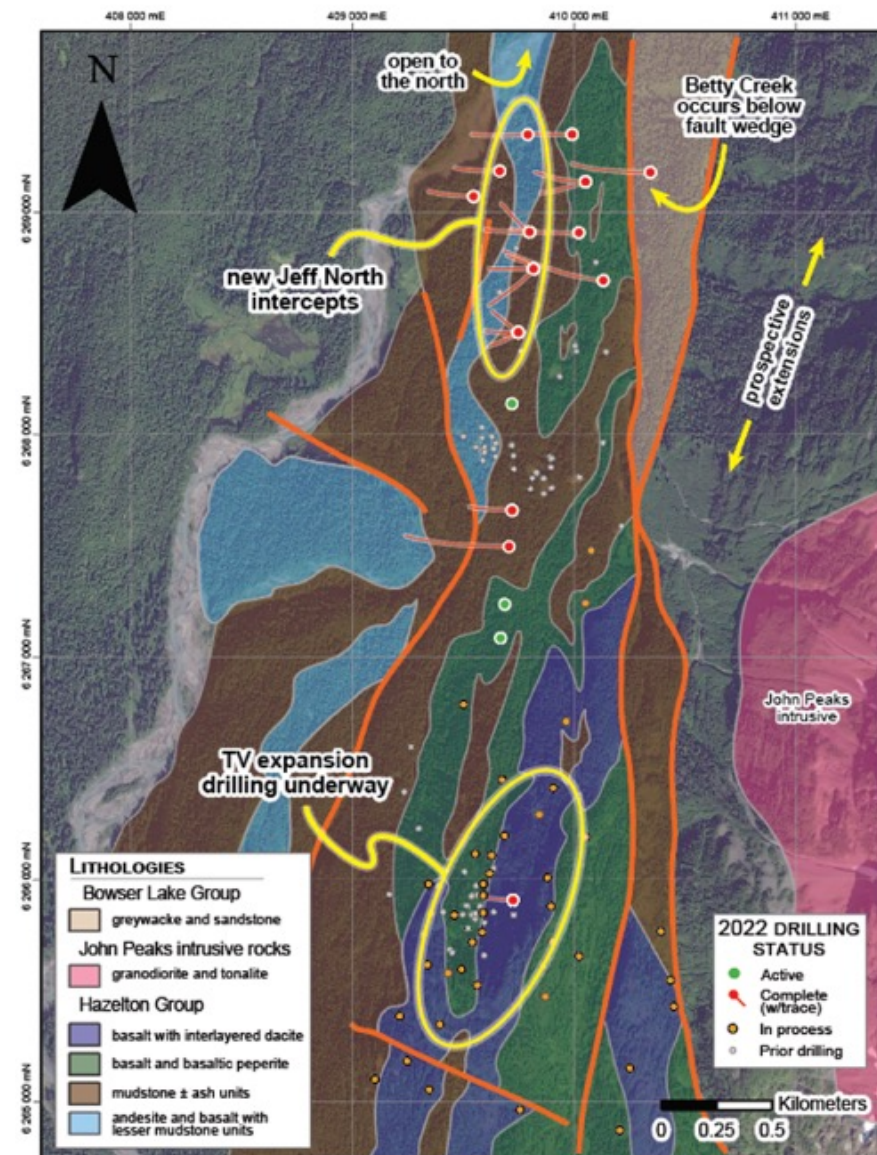 408 000 mE
409 000 mE
410 000 mE
411 000 mE
N
open to
the north
Betty Creek
occurs below
fault wedge
6 269 000 mN
new Jeff North
intercepts
prospective
extensions
6 268 000 mN
6 267 000 mN
John Peaks
intrusive
TV expansion
drilling underway
6 266 000 mN
LITHOLOGIES
Bowser Lake Group
greywacke and sandstone
John Peaks intrusive rocks
granodiorite and tonalite
Hazelton Group
basalt with interlayered dacite
basalt and basaltic peperite
mudstone ± ash units
andesite and basalt with
lesser mudstone units
2022 DRILLING
STATUS
Active
Complete
(w/trace)
In process
Prior drilling
6 265 000 mN
Kilometers
0 0.25 0.5